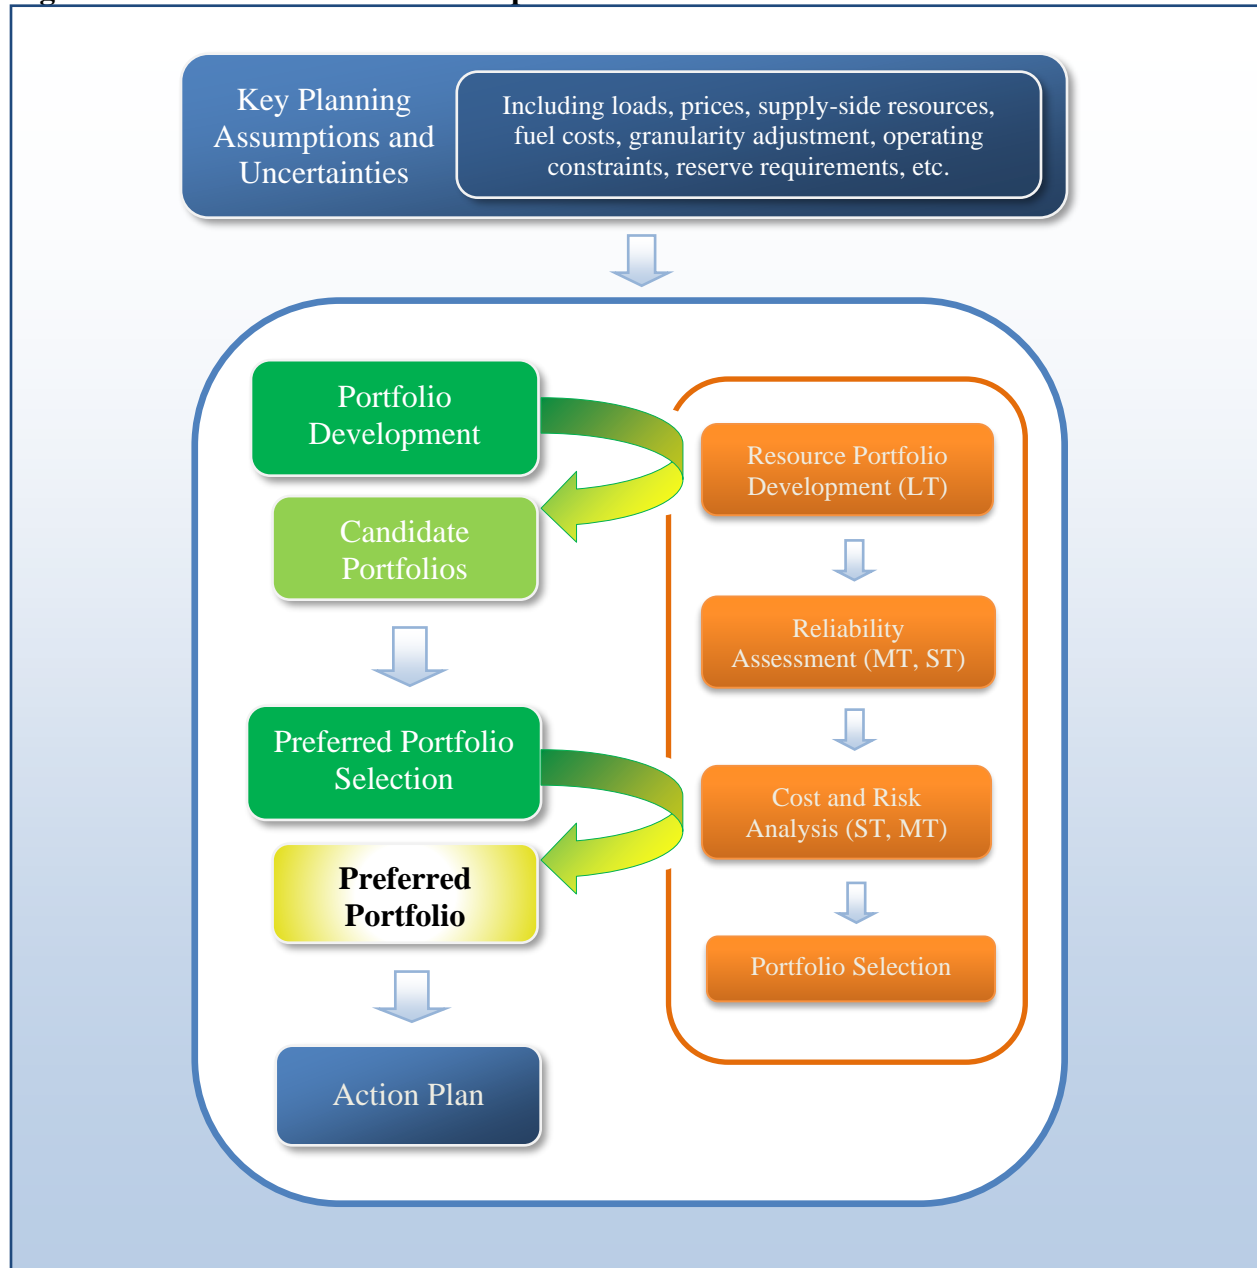 Key Planning
Assumptions and
Uncertainties
Including loads, prices, supply-side resources,
fuel costs, granularity adjustment, operating
constraints, reserve requirements, etc.
Portfolio
Development
Candidate
Portfolios
Preferred Portfolio
Selection
Preferred
Portfolio
Action Plan
Resource Portfolio
Development (LT)
Reliability
Assessment (MT, ST)
Cost and Risk
Analysis (ST, MT)
Portfolio Selection